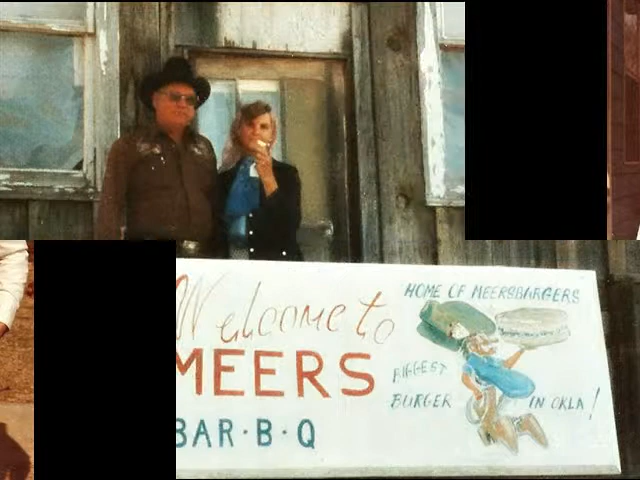 Welcome to
MEERS
BAR·B·Q
HOME OF MEERSBURGERS
BIGGEST
BURGER IN OKLA!